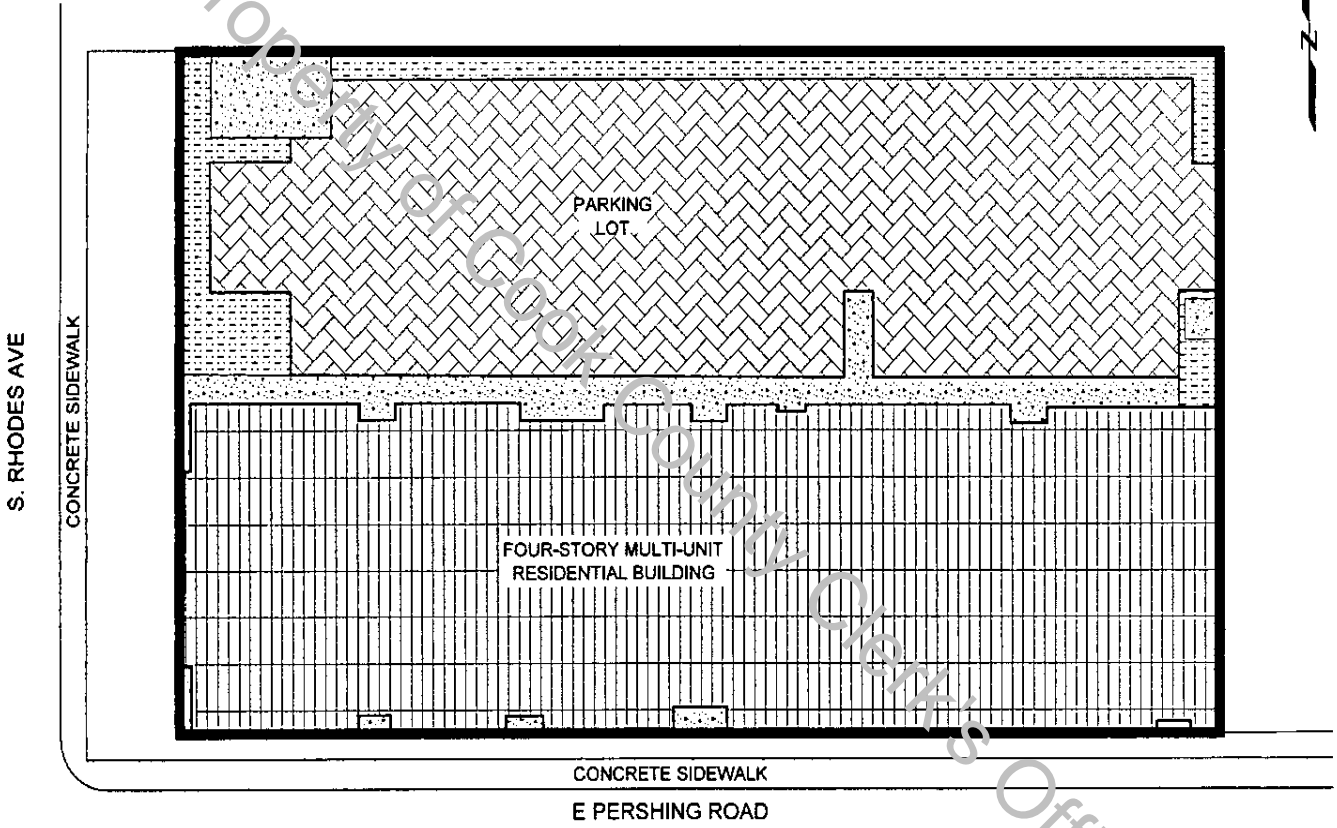 Property of Cook County Clerk's Off
N
PARKING
LOT
S. RHODES AVE
CONCRETE SIDEWALK
FOUR-STORY MULTI-UNIT
RESIDENTIAL BUILDING
CONCRETE SIDEWALK
E PERSHING ROAD